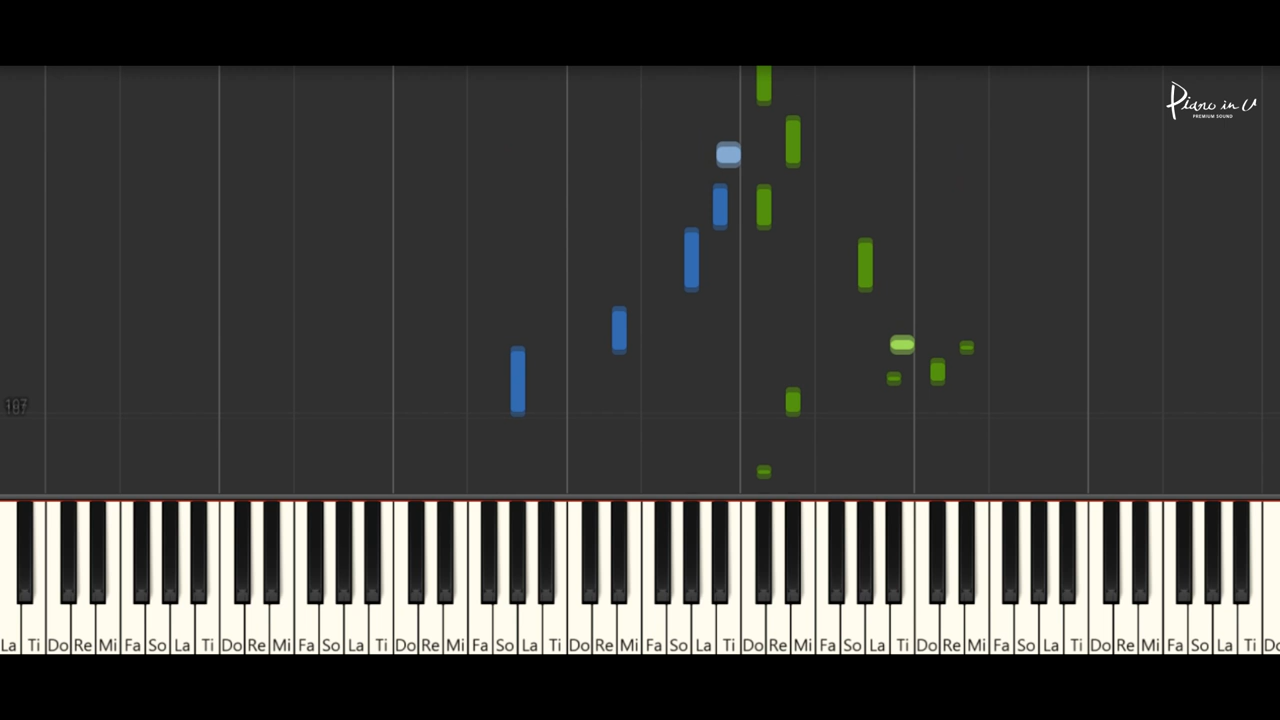 Piano in U
PREMIUM SOUND
187
La Ti Do Re Mi Fa So La Ti Do Re Mi Fa So La Ti Do Re Mi Fa So La Ti Do Re Mi Fa So La Ti Do Re Mi Fa So La Ti Do Re Mi Fa So La Ti Do Re Mi Fa So La Ti Do